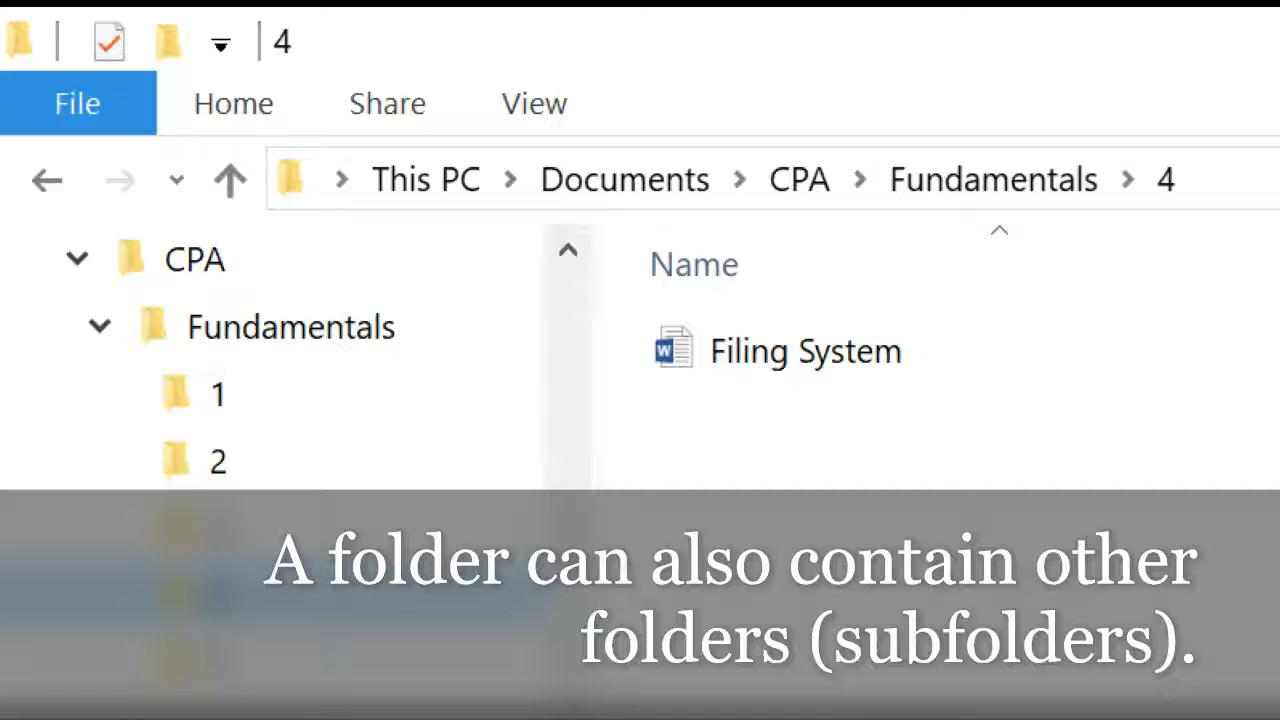 4
File Home Share View
This PC > Documents > CPA > Fundamentals > 4
CPA
Name
Fundamentals
Filing System
1
2
A folder can also contain other
folders (subfolders).